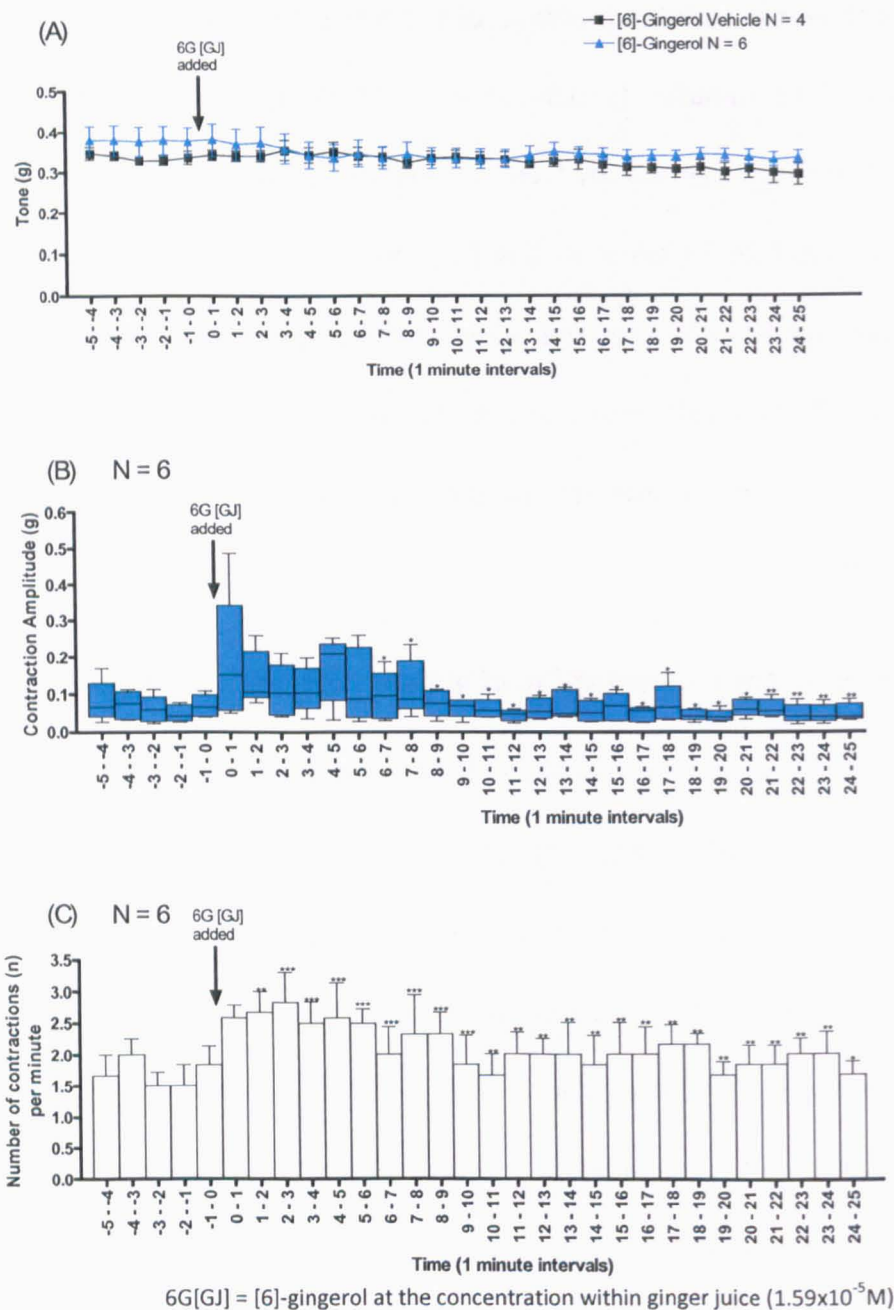 (A)
[6]-Gingerol Vehicle N = 4
[6]-Gingerol N = 6
6G [GJ]
added
Tone (g)
0.5
0.4
0.3
0.2
0.1
0.0
-5 - -4
-4 - -3
-3 - -2
-2 - -1
-1 - 0
0 - 1
1 - 2
2 - 3
3 - 4
4 - 5
5 - 6
6 - 7
7 - 8
8 - 9
9 - 10
10 - 11
11 - 12
12 - 13
13 - 14
14 - 15
15 - 16
16 - 17
17 - 18
18 - 19
19 - 20
20 - 21
21 - 22
22 - 23
23 - 24
24 - 25
Time (1 minute intervals)
(B) N = 6
6G [GJ]
added
Contraction Amplitude (g)
0.6
0.5
0.4
0.3
0.2
0.1
0.0
* * * * * * * * * * * * * * * ** ** ** **
-5 - -4
-4 - -3
-3 - -2
-2 - -1
-1 - 0
0 - 1
1 - 2
2 - 3
3 - 4
4 - 5
5 - 6
6 - 7
7 - 8
8 - 9
9 - 10
10 - 11
11 - 12
12 - 13
13 - 14
14 - 15
15 - 16
16 - 17
17 - 18
18 - 19
19 - 20
20 - 21
21 - 22
22 - 23
23 - 24
24 - 25
Time (1 minute intervals)
(C) N = 6
6G [GJ]
added
Number of contractions (n)
per minute
3.5
3.0
2.5
2.0
1.5
1.0
0.5
0.0
** *** *** *** *** *** *** *** *** ** ** ** ** ** ** ** ** ** ** ** ** ** ** *
-5 - -4
-4 - -3
-3 - -2
-2 - -1
-1 - 0
0 - 1
1 - 2
2 - 3
3 - 4
4 - 5
5 - 6
6 - 7
7 - 8
8 - 9
9 - 10
10 - 11
11 - 12
12 - 13
13 - 14
14 - 15
15 - 16
16 - 17
17 - 18
18 - 19
19 - 20
20 - 21
21 - 22
22 - 23
23 - 24
24 - 25
Time (1 minute intervals)
6G[GJ] = [6]-gingerol at the concentration within ginger juice (1.59x10⁻⁵M)